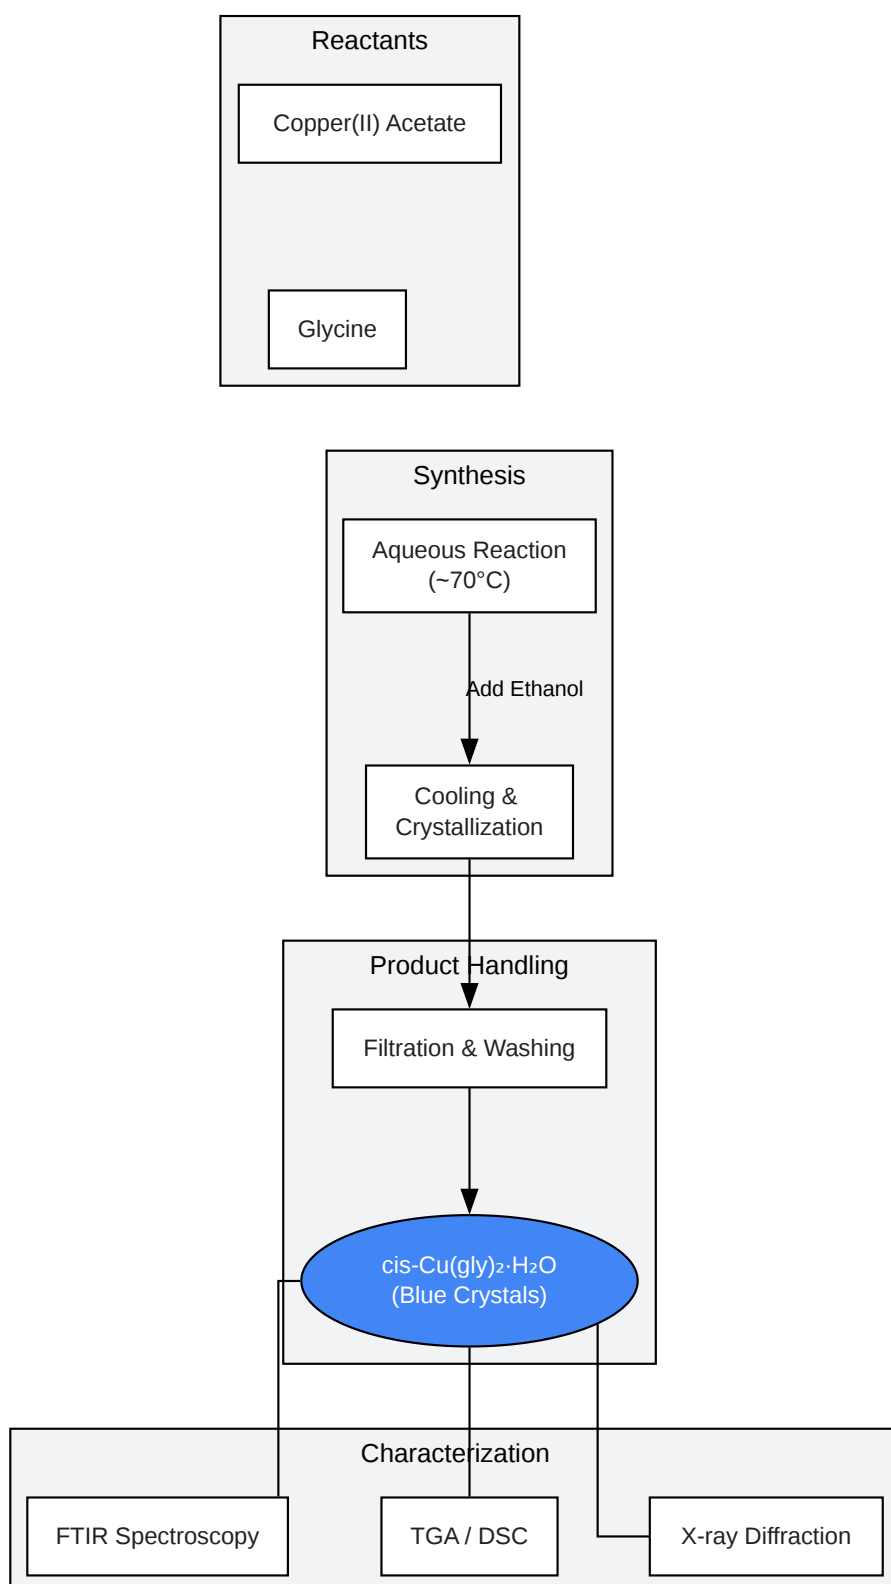 Reactants
Copper(II) Acetate
Glycine
Synthesis
Aqueous Reaction
(~70°C)
Add Ethanol
Cooling &
Crystallization
Product Handling
Filtration & Washing
cis-Cu(gly)₂·H₂O
(Blue Crystals)
Characterization
FTIR Spectroscopy
TGA / DSC
X-ray Diffraction